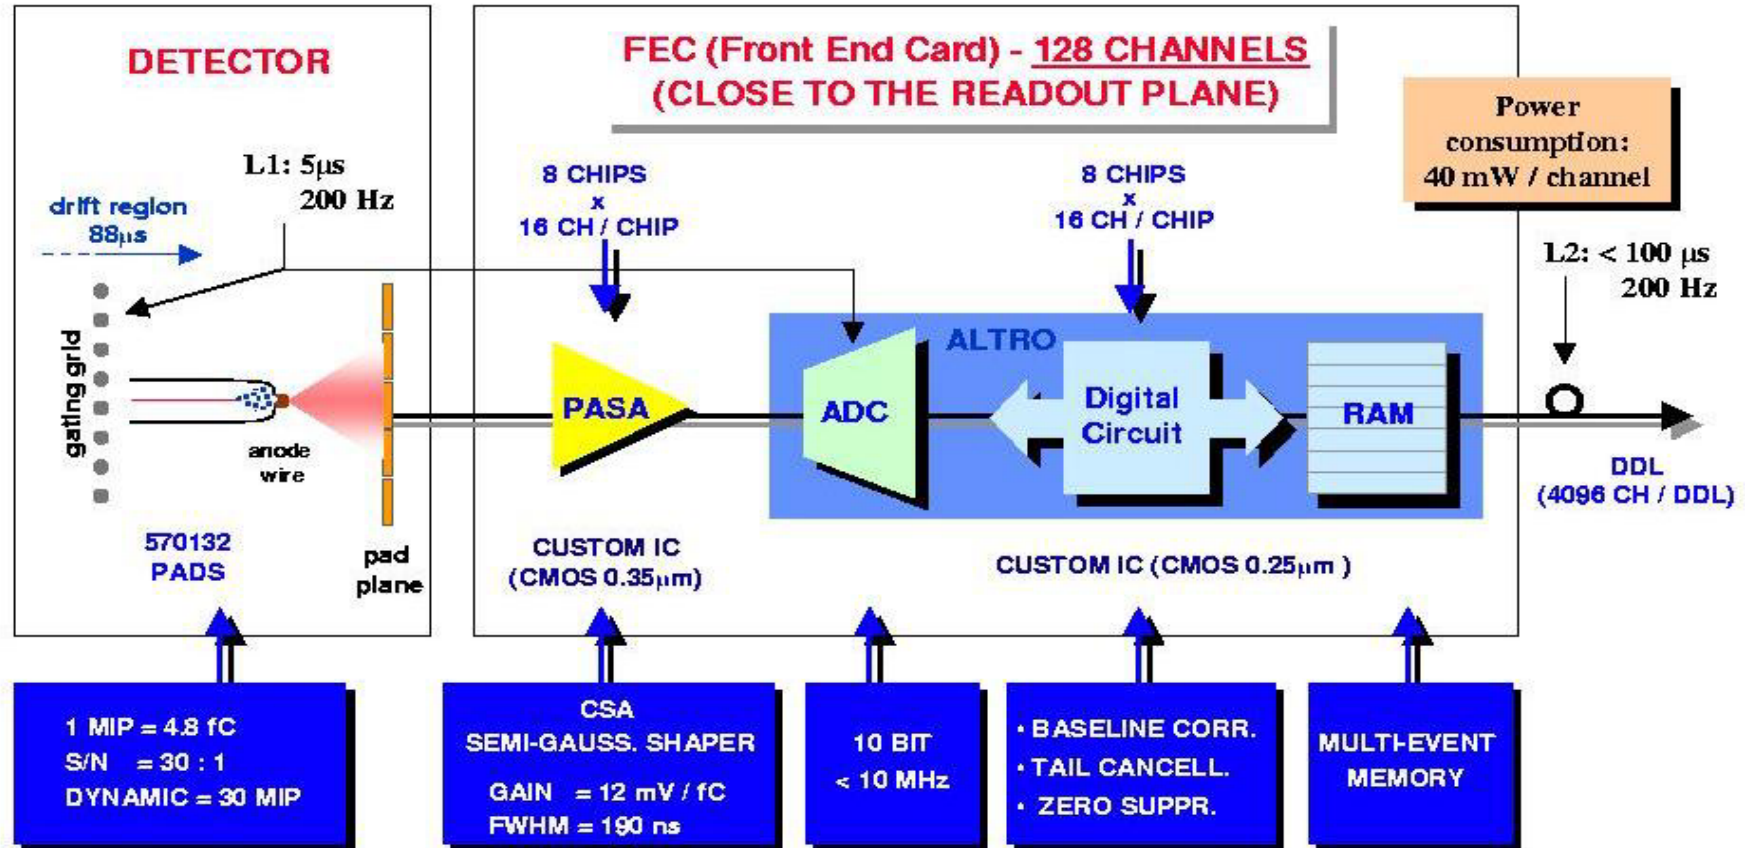 DETECTOR
FEC (Front End Card) - 128 CHANNELS
(CLOSE TO THE READOUT PLANE)
Power
consumption:
40 mW / channel
L1: 5µs
200 Hz
drift region
88µs
8 CHIPS
x
16 CH / CHIP
8 CHIPS
x
16 CH / CHIP
L2: < 100 µs
200 Hz
gating grid
anode
wire
pad
plane
570132
PADS
PASA
ALTRO
ADC
Digital
Circuit
RAM
DDL
(4096 CH / DDL)
CUSTOM IC
(CMOS 0.35µm)
CUSTOM IC (CMOS 0.25µm )
1 MIP = 4.8 fC
S/N = 30 : 1
DYNAMIC = 30 MIP
CSA
SEMI-GAUSS. SHAPER
GAIN = 12 mV / fC
FWHM = 190 ns
10 BIT
< 10 MHz
• BASELINE CORR.
• TAIL CANCELL.
• ZERO SUPPR.
MULTI-EVENT
MEMORY